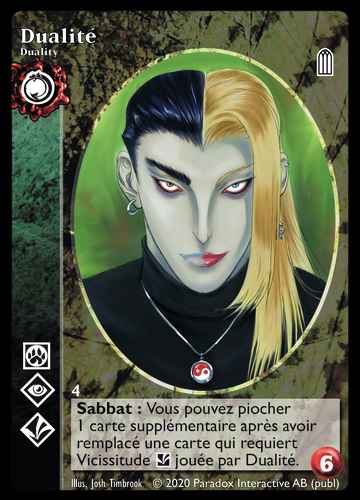 Dualité
Duality
4
Sabbat : Vous pouvez piocher
1 carte supplémentaire après avoir
remplacé une carte qui requiert
Vicissitude jouée par Dualité.
6
Illus, Josh Timbrook © 2020 Paradox Interactive AB (publ)